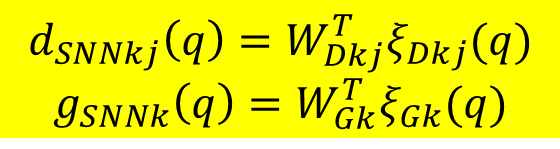 d_{SNNkj}(q) = W_{Dkj}^{T} ξ_{Dkj}(q)
g_{SNNk}(q) = W_{Gk}^{T} ξ_{Gk}(q)